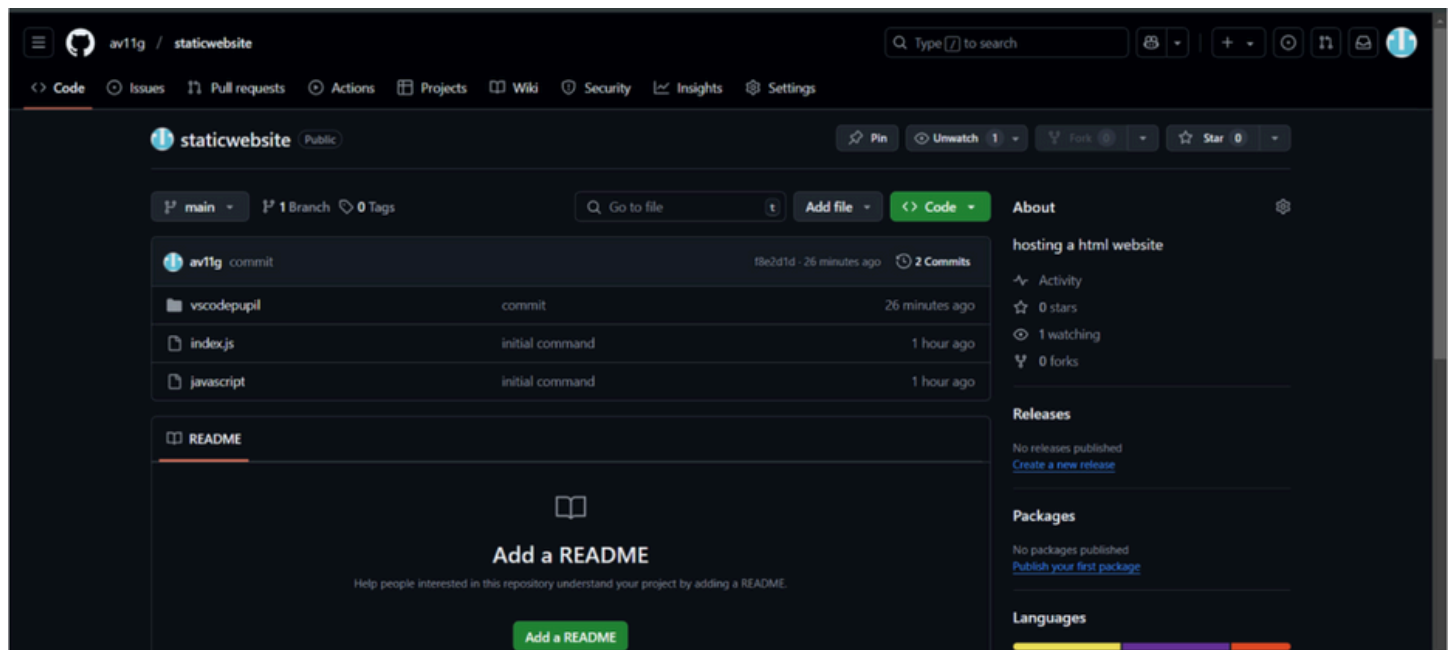 av11g / staticwebsite
Type / to search
Code Issues Pull requests Actions Projects Wiki Security Insights Settings
staticwebsite Public
Pin Unwatch 1 Fork 0 Star 0
main 1 Branch 0 Tags
Go to file t
Add file Code
About
hosting a html website
Activity
0 stars
1 watching
0 forks
av11g commit f8e2d1d · 26 minutes ago 2 Commits
vscodepupil commit 26 minutes ago
index.js initial command 1 hour ago
javascript initial command 1 hour ago
README
Add a README
Help people interested in this repository understand your project by adding a README.
Add a README
Releases
No releases published
Create a new release
Packages
No packages published
Publish your first package
Languages